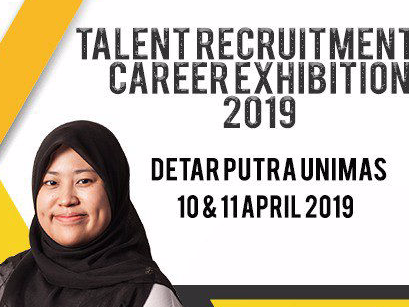 TALENT RECRUITMENT
CAREER EXHIBITION
2019
DETAR PUTRA UNIMAS
10 & 11 APRIL 2019